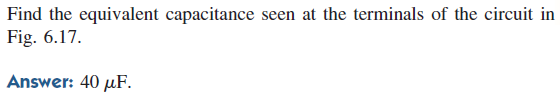 Find the equivalent capacitance seen at the terminals of the circuit in
Fig. 6.17.
Answer: 40 μF.